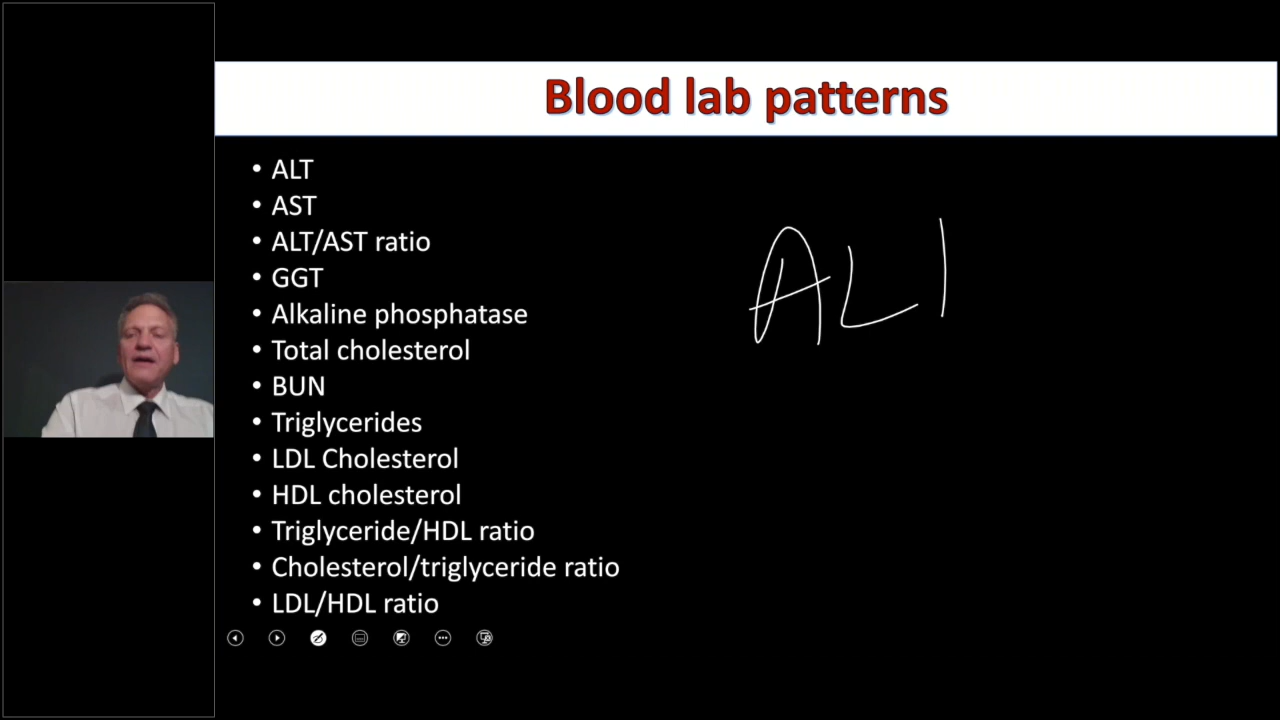 Blood lab patterns
• ALT
• AST
• ALT/AST ratio
• GGT
• Alkaline phosphatase
• Total cholesterol
• BUN
• Triglycerides
• LDL Cholesterol
• HDL cholesterol
• Triglyceride/HDL ratio
• Cholesterol/triglyceride ratio
• LDL/HDL ratio
AL|